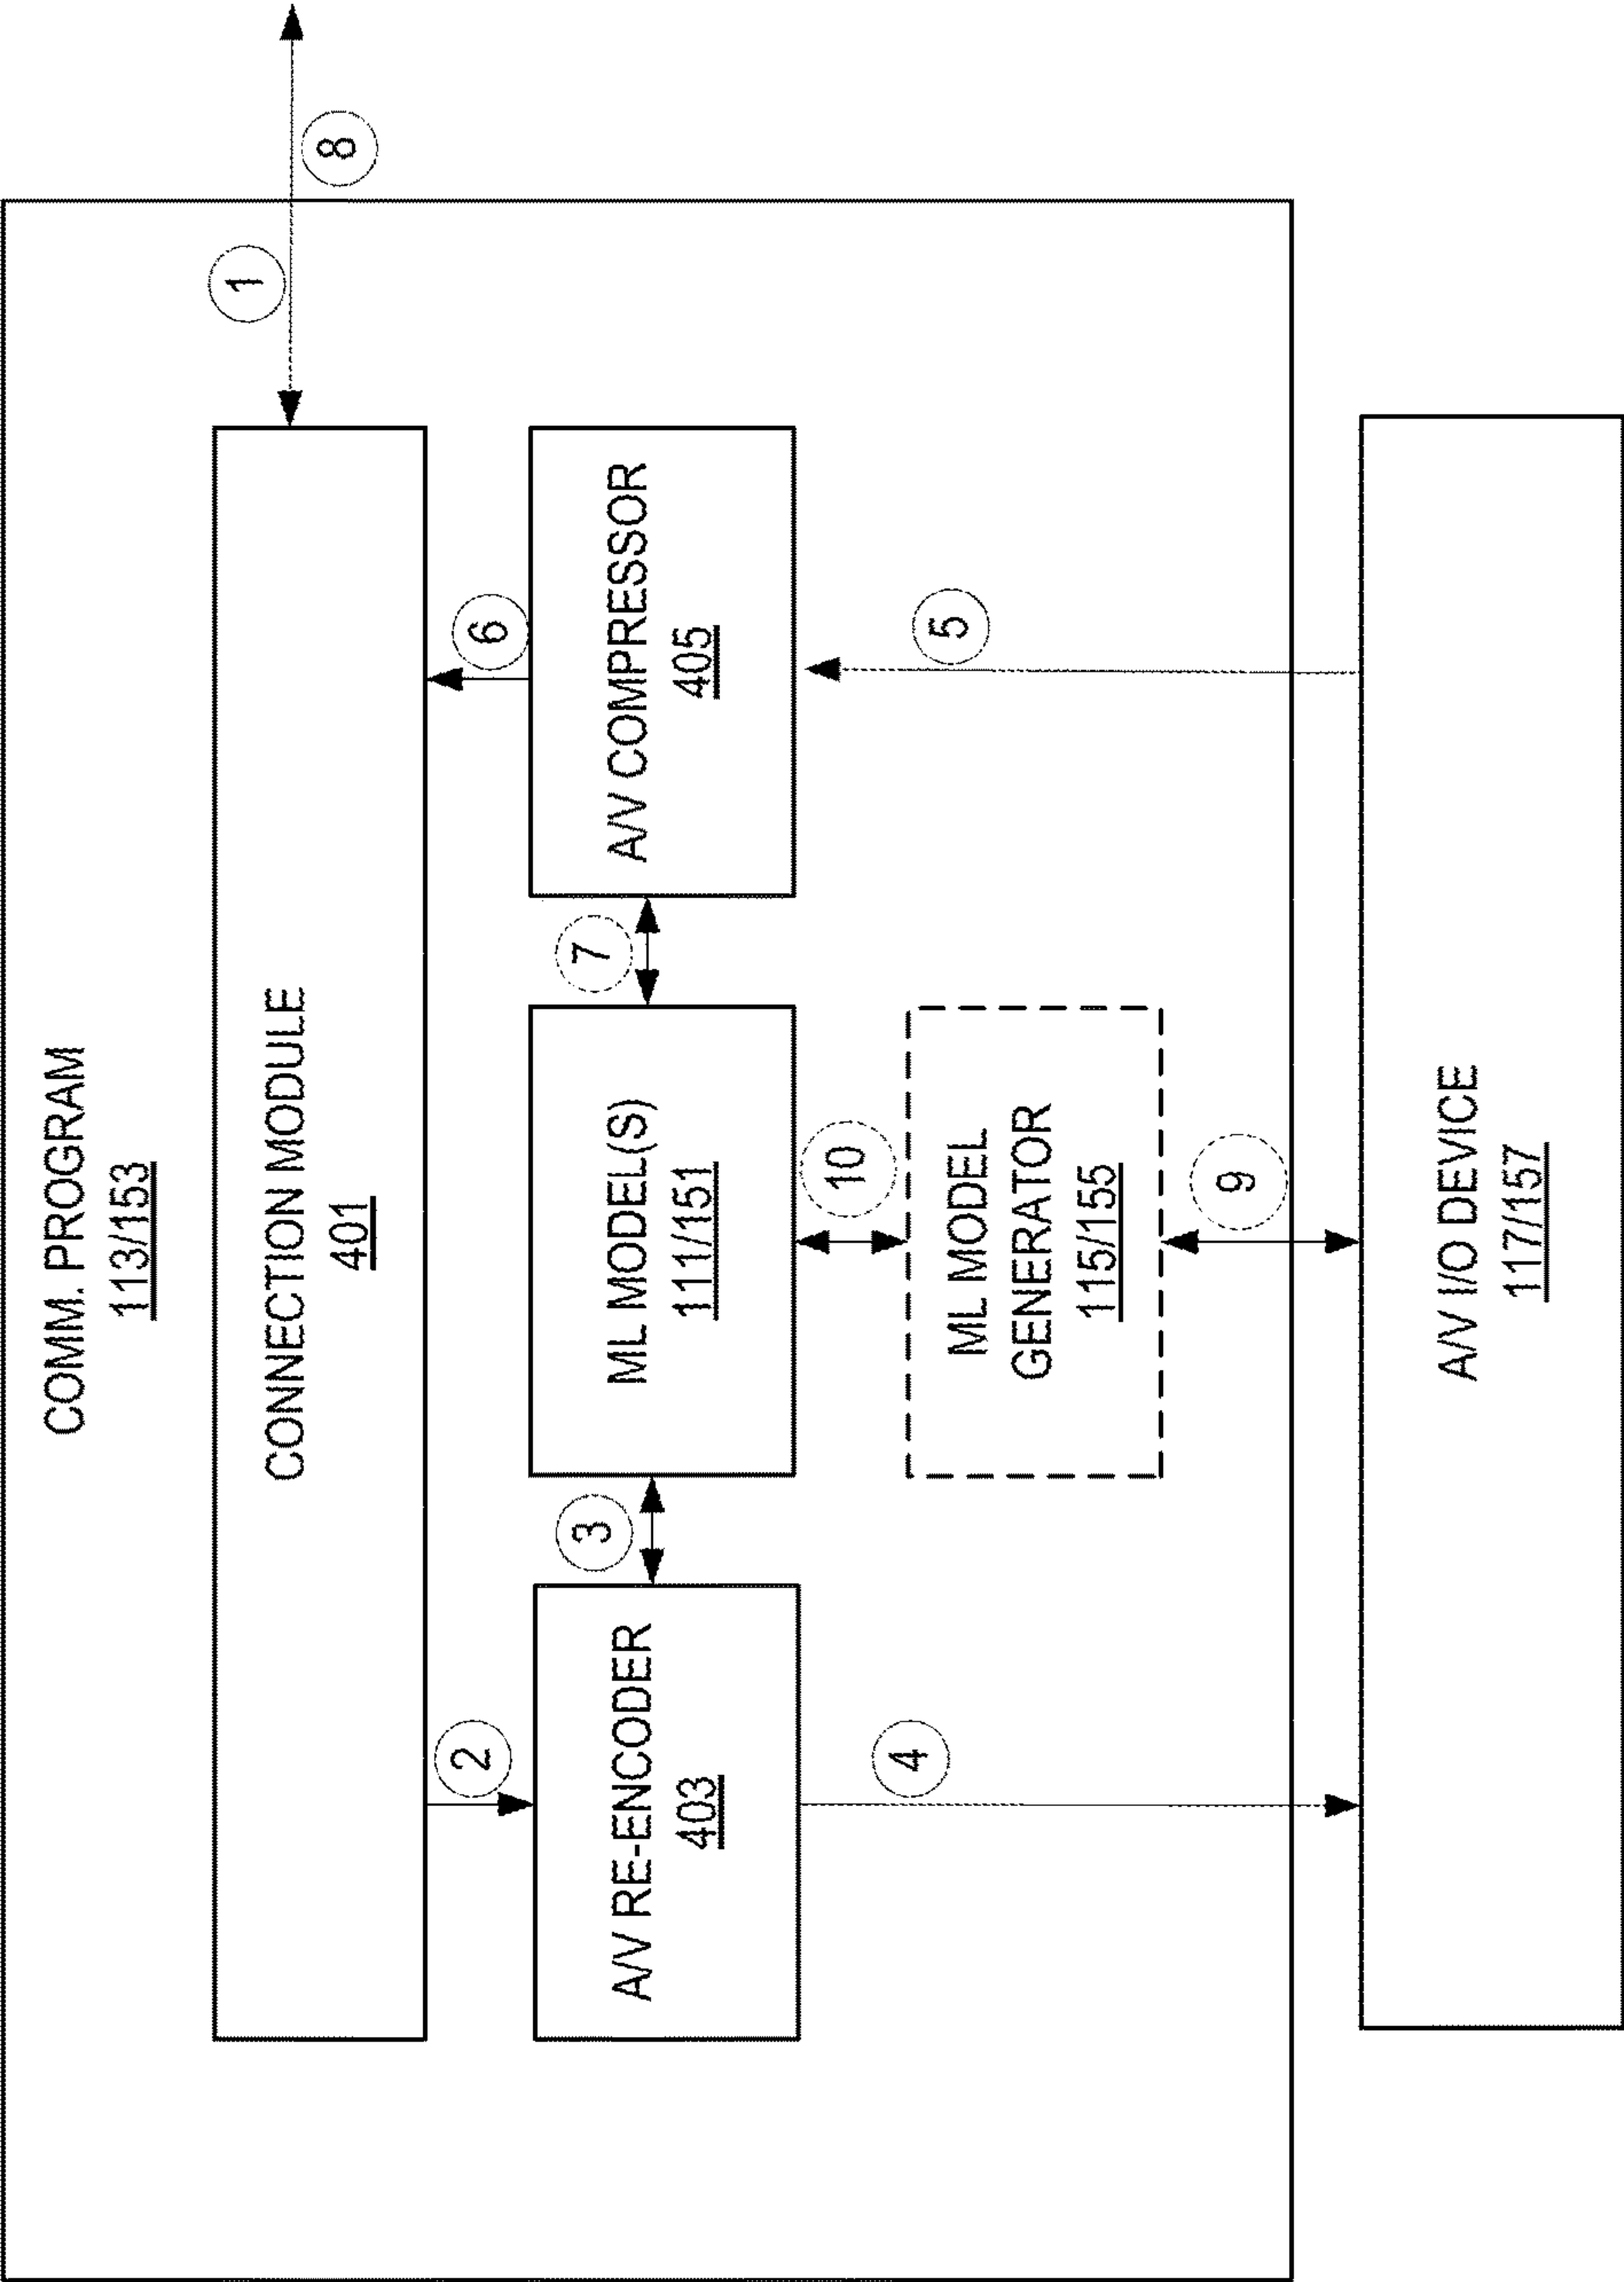 COMM. PROGRAM
113/153
CONNECTION MODULE
401
1
8
2
6
A/V RE-ENCODER
403
3
ML MODEL(S)
111/151
7
A/V COMPRESSOR
405
10
4
5
ML MODEL
GENERATOR
115/155
9
A/V I/O DEVICE
117/157